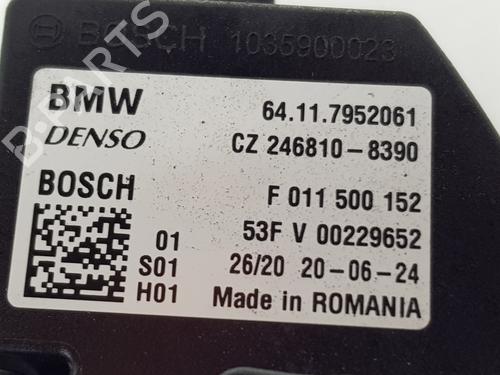 BOSCH 1035900023
BMW 64.11.7952061
DENSO CZ 246810-8390
BOSCH F 011 500 152
01 53F V 00229652
S01 26/20 20-06-24
H01 Made in ROMANIA
B-PARTS